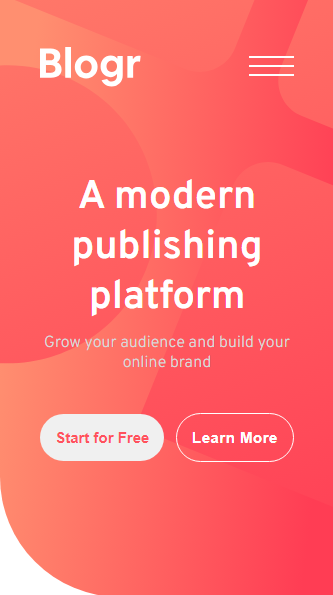 Blogr
A modern
publishing
platform
Grow your audience and build your
online brand
Start for Free
Learn More